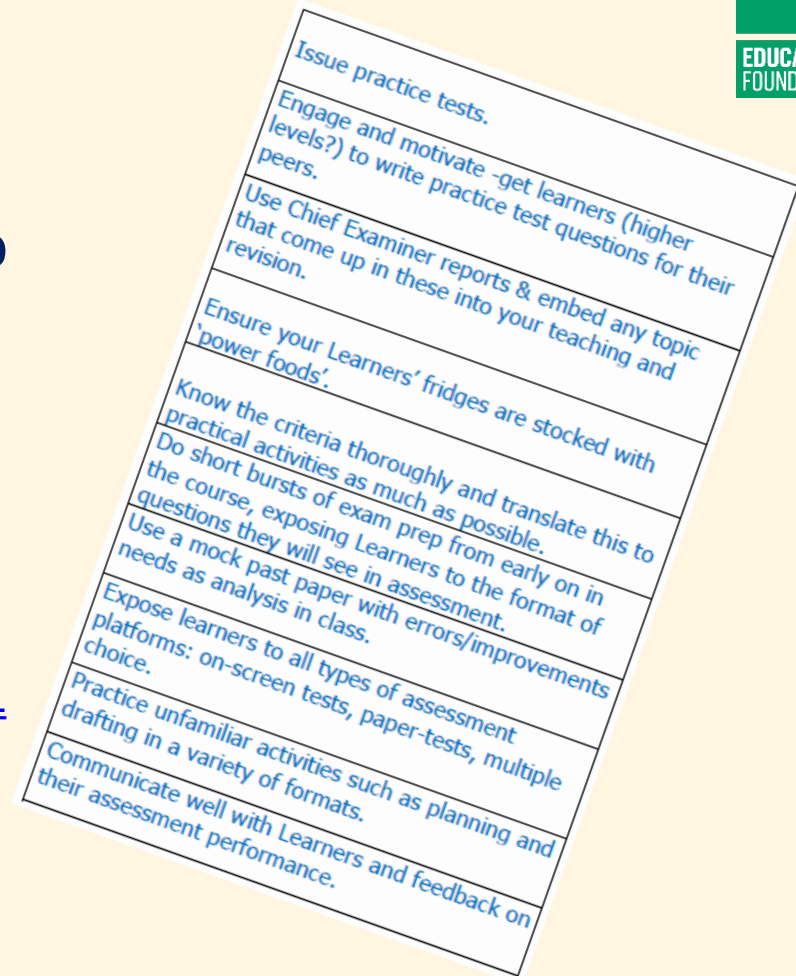 EDUCA
FOUND
Issue practice tests.
Engage and motivate -get learners (higher
levels?) to write practice test questions for their
peers.
Use Chief Examiner reports & embed any topic
that come up in these into your teaching and
revision.
Ensure your Learners’ fridges are stocked with
‘power foods’.
Know the criteria thoroughly and translate this to
practical activities as much as possible.
Do short bursts of exam prep from early on in
the course, exposing Learners to the format of
questions they will see in assessment.
Use a mock past paper with errors/improvements
needs as analysis in class.
Expose learners to all types of assessment
platforms: on-screen tests, paper-tests, multiple
choice.
Practice unfamiliar activities such as planning and
drafting in a variety of formats.
Communicate well with Learners and feedback on
their assessment performance.